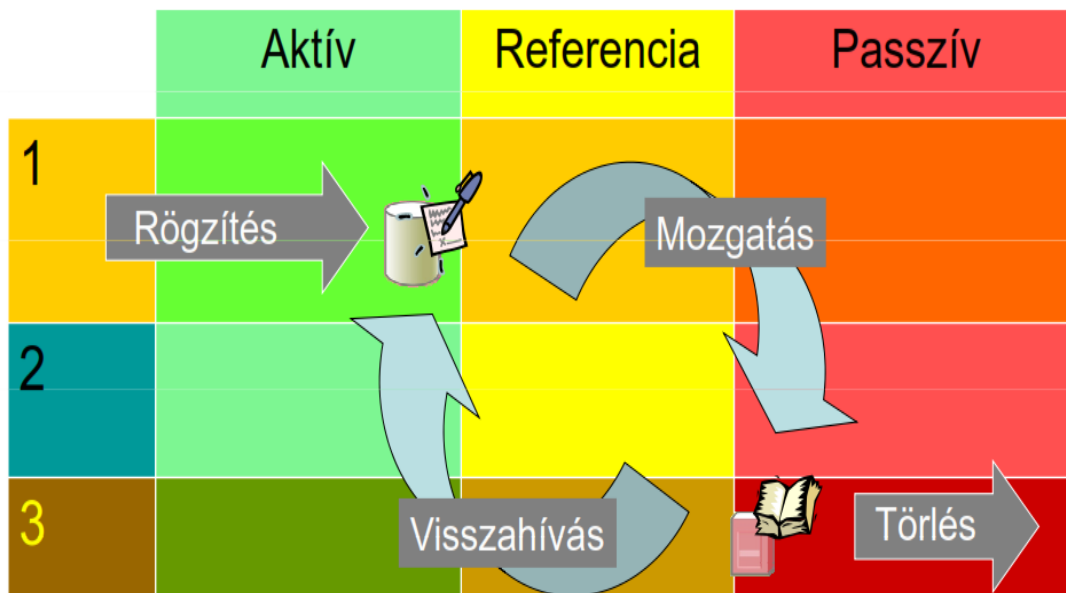 Aktív
Referencia
Passzív
1
Rögzítés
Mozgatás
2
3
Visszahívás
Törlés